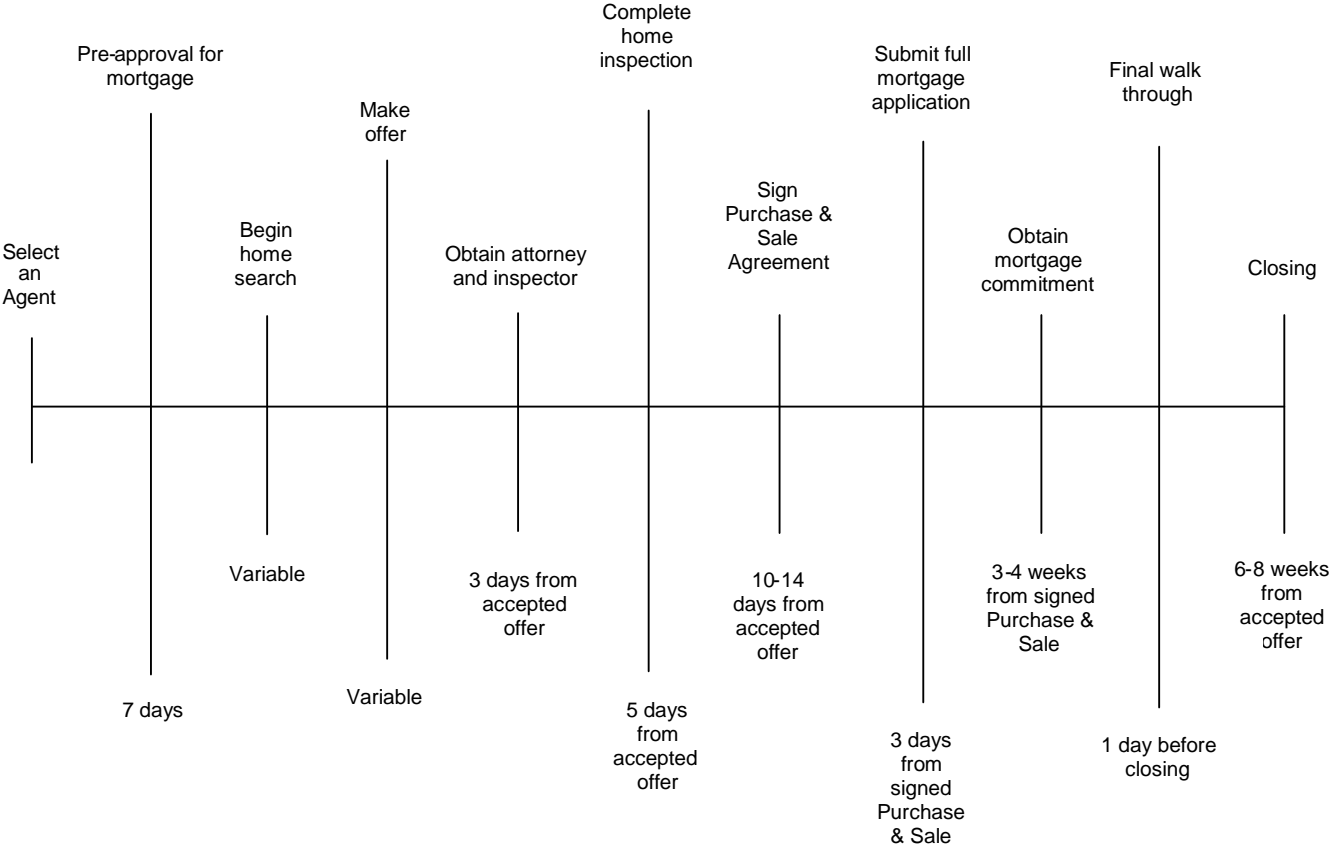 Select
an
Agent
Pre-approval for
mortgage
Begin
home
search
Make
offer
Obtain attorney
and inspector
Complete
home
inspection
Sign
Purchase &
Sale
Agreement
Submit full
mortgage
application
Obtain
mortgage
commitment
Final walk
through
Closing
7 days
Variable
Variable
3 days from
accepted
offer
5 days
from
accepted
offer
10-14
days from
accepted
offer
3 days
from
signed
Purchase
& Sale
3-4 weeks
from signed
Purchase &
Sale
1 day before
closing
6-8 weeks
from
accepted
offer